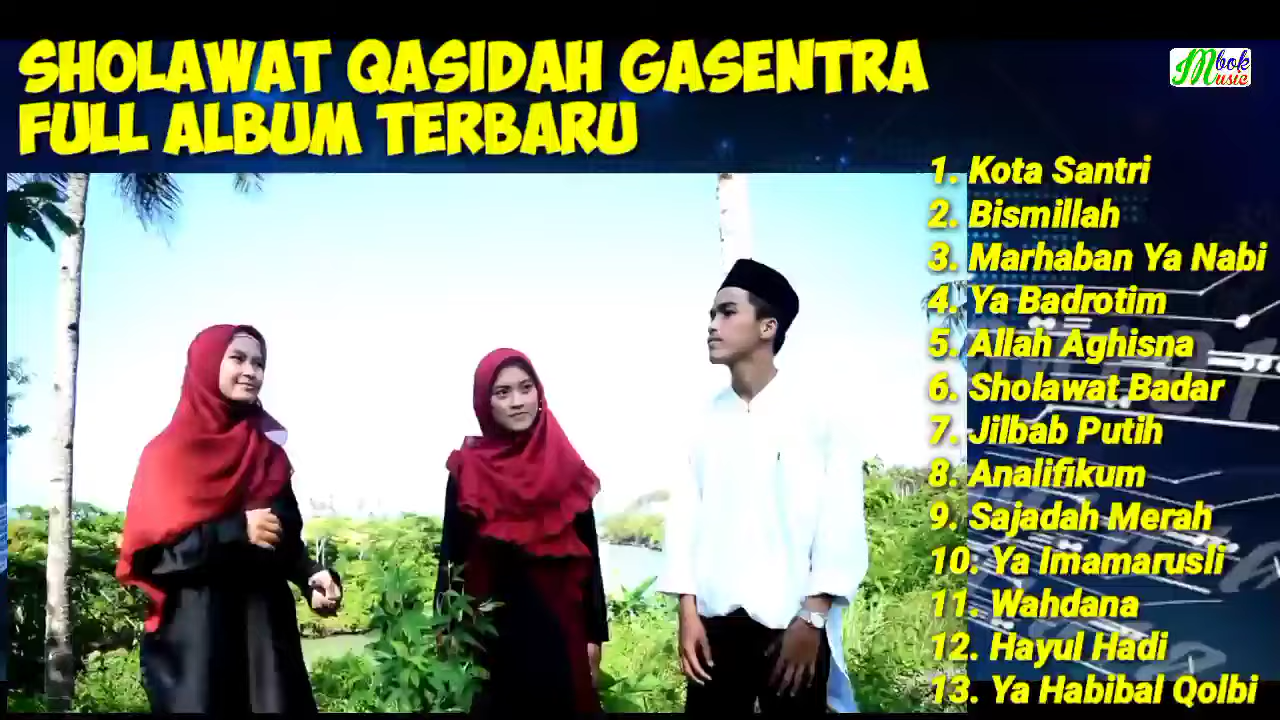 SHOLAWAT QASIDAH GASENTRA
FULL ALBUM TERBARU
Mbok
Music
1. Kota Santri
2. Bismillah
3. Marhaban Ya Nabi
4. Ya Badrotim
5. Allah Aghisna
6. Sholawat Badar
7. Jilbab Putih
8. Analifikum
9. Sajadah Merah
10. Ya Imamarusli
11. Wahdana
12. Hayul Hadi
13. Ya Habibal Qolbi